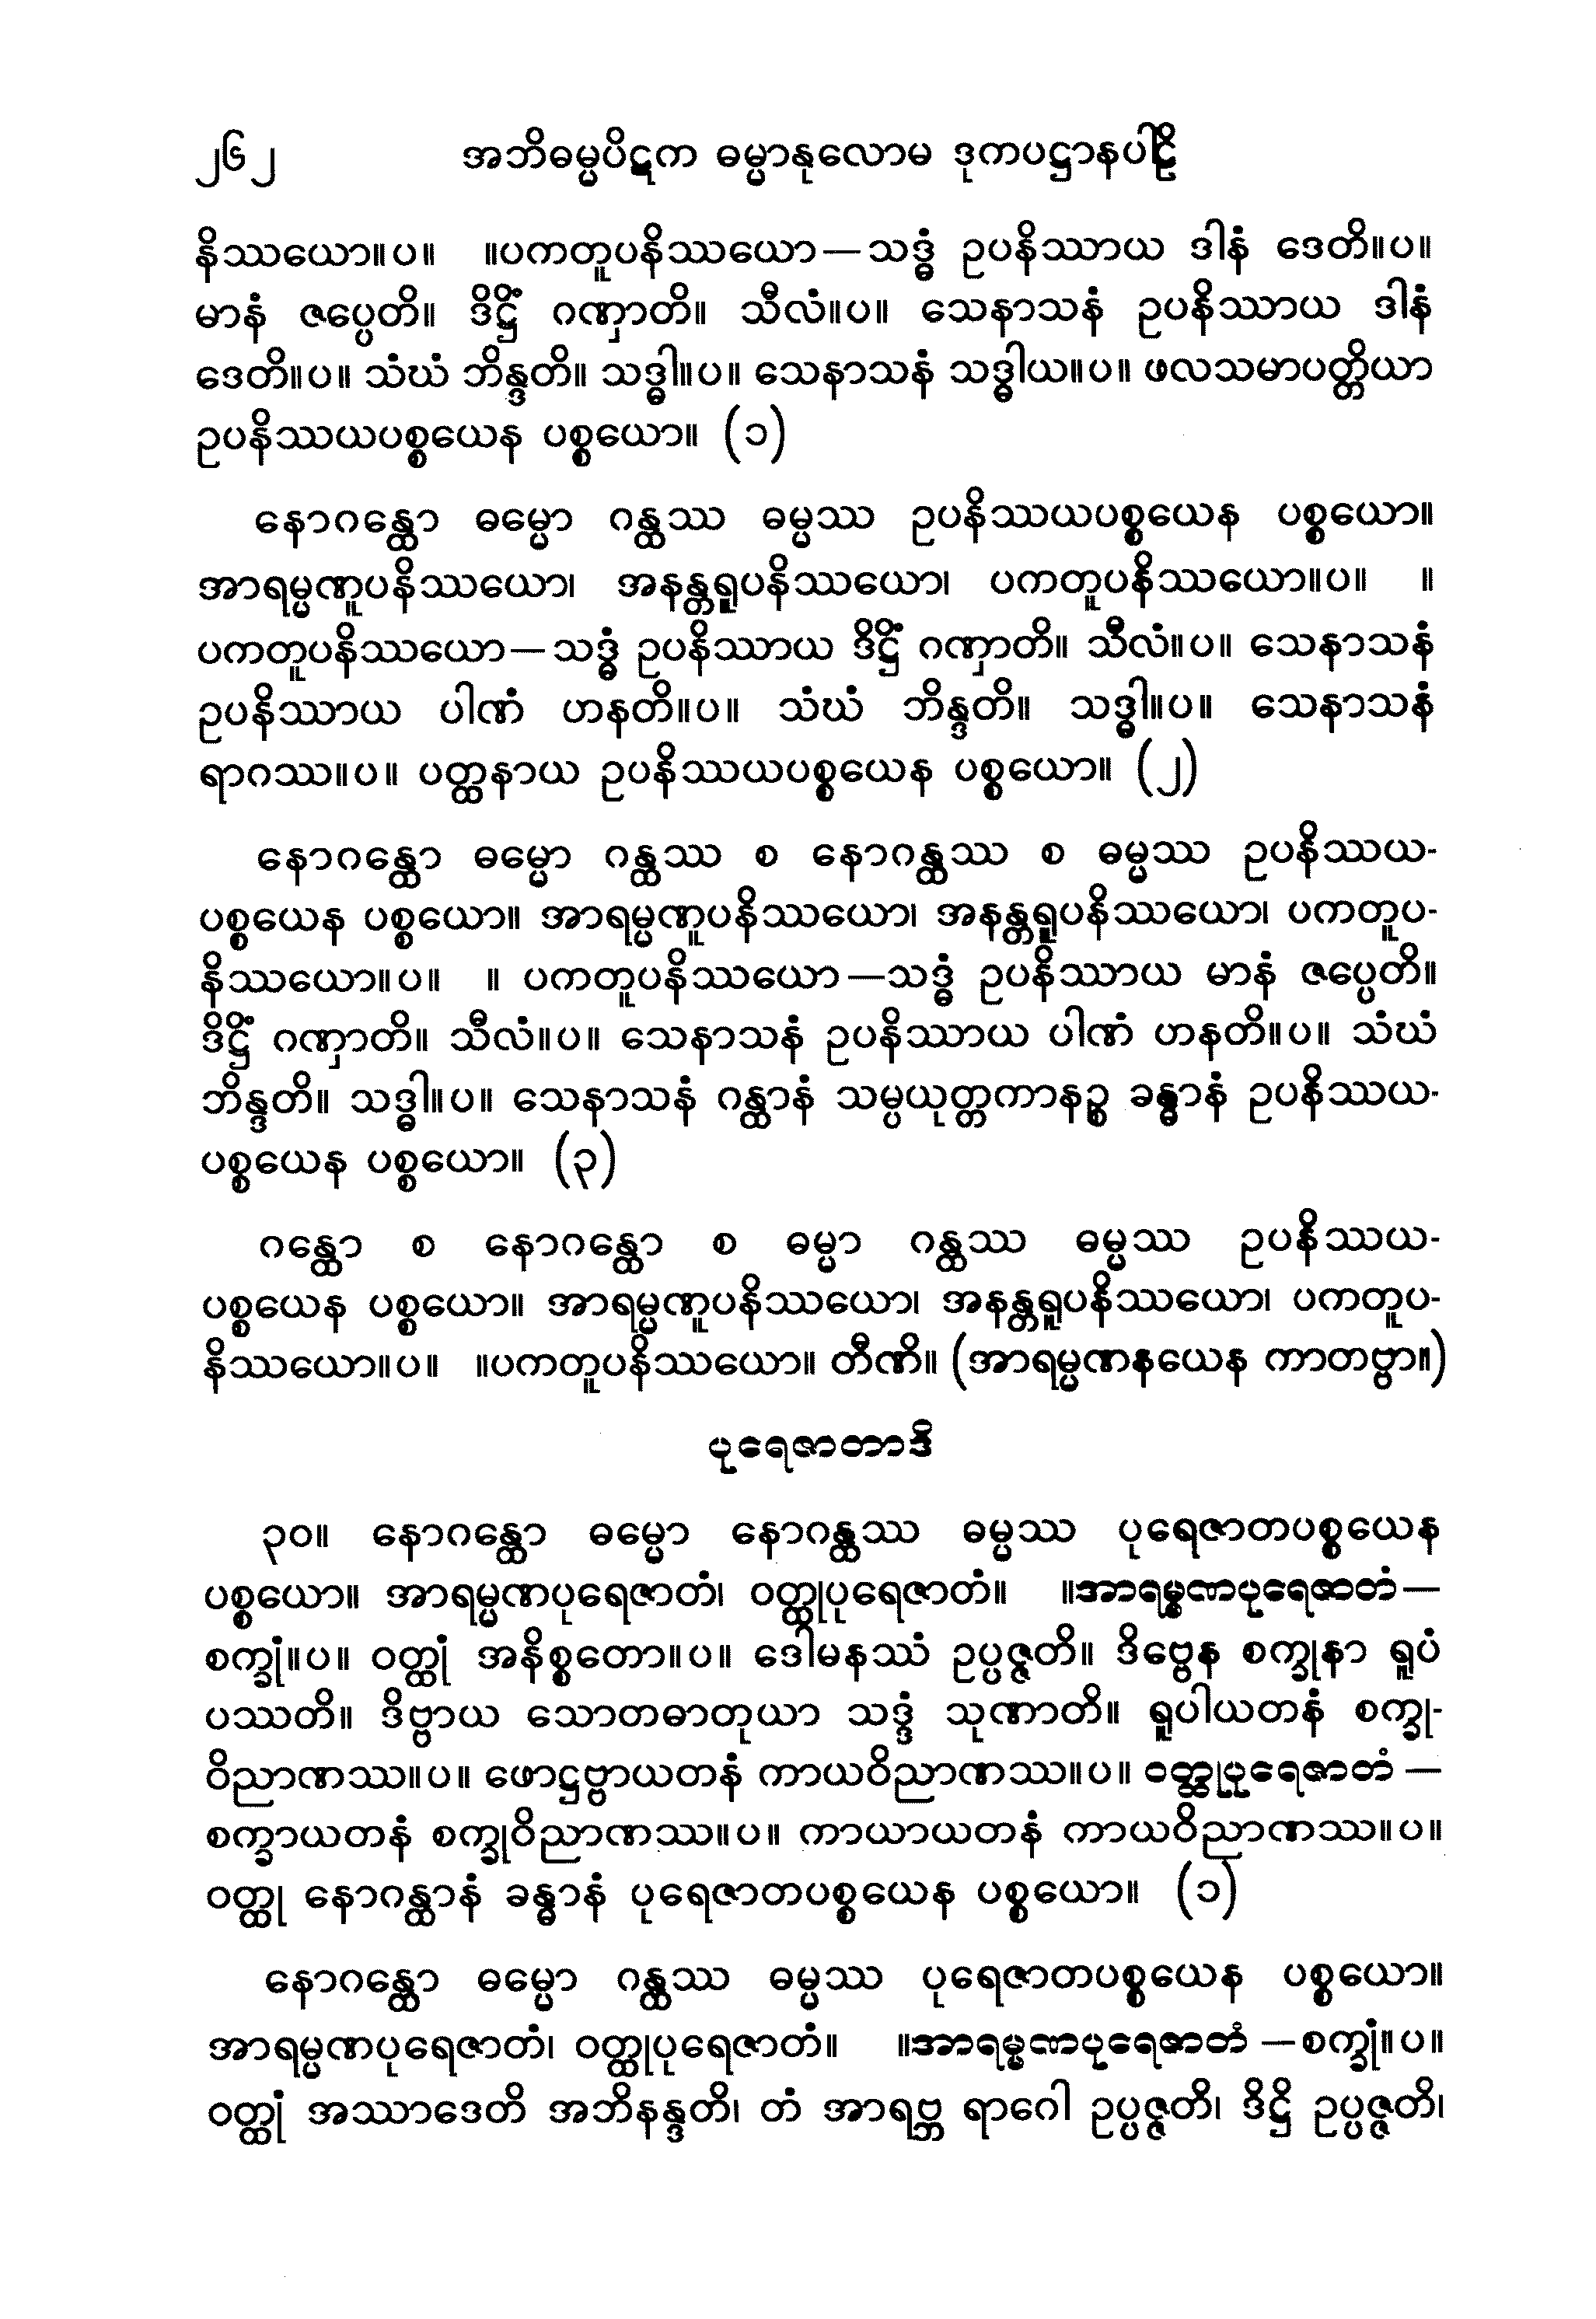 ၂၆၂ အဘိဓမ္မပိဋက ဓမ္မာနုလောမ ဒုကပဋ္ဌာနပါဠိ
နိဿယော။ပ။ ။ပကတူပနိဿယော—သဒ္ဓံ ဥပနိဿာယ ဒါနံ ဒေတိ။ပ။
မာနံ ဇပ္ပေတိ။ ဒိဋ္ဌိံ ဂဏှာတိ။ သီလံ။ပ။ သေနာသနံ ဥပနိဿာယ ဒါနံ
ဒေတိ။ပ။ သံဃံ ဘိန္ဒတိ။ သဒ္ဓါ။ပ။ သေနာသနံ သဒ္ဓါယ။ပ။ ဖလသမာပတ္တိယာ
ဥပနိဿယပစ္စယေန ပစ္စယော။ (၁)
နောဂန္ထော ဓမ္မော ဂန္ထဿ ဓမ္မဿ ဥပနိဿယပစ္စယေန ပစ္စယော။
အာရမ္မဏူပနိဿယော၊ အနန္တရူပနိဿယော၊ ပကတူပနိဿယော။ပ။ ။
ပကတူပနိဿယော—သဒ္ဓံ ဥပနိဿာယ ဒိဋ္ဌိံ ဂဏှာတိ။ သီလံ။ပ။ သေနာသနံ
ဥပနိဿာယ ပါဏံ ဟနတိ။ပ။ သံဃံ ဘိန္ဒတိ။ သဒ္ဓါ။ပ။ သေနာသနံ
ရာဂဿ။ပ။ ပတ္ထနာယ ဥပနိဿယပစ္စယေန ပစ္စယော။ (၂)
နောဂန္ထော ဓမ္မော ဂန္ထဿ စ နောဂန္ထဿ စ ဓမ္မဿ ဥပနိဿယ-
ပစ္စယေန ပစ္စယော။ အာရမ္မဏူပနိဿယော၊ အနန္တရူပနိဿယော၊ ပကတူပ-
နိဿယော။ပ။ ။ ပကတူပနိဿယော—သဒ္ဓံ ဥပနိဿာယ မာနံ ဇပ္ပေတိ။
ဒိဋ္ဌိံ ဂဏှာတိ။ သီလံ။ပ။ သေနာသနံ ဥပနိဿာယ ပါဏံ ဟနတိ။ပ။ သံဃံ
ဘိန္ဒတိ။ သဒ္ဓါ။ပ။ သေနာသနံ ဂန္ထာနံ သမ္ပယုတ္တကာနဉ္စ ခန္ဓာနံ ဥပနိဿယ-
ပစ္စယေန ပစ္စယော။ (၃)
ဂန္ထော စ နောဂန္ထော စ ဓမ္မာ ဂန္ထဿ ဓမ္မဿ ဥပနိဿယ-
ပစ္စယေန ပစ္စယော။ အာရမ္မဏူပနိဿယော၊ အနန္တရူပနိဿယော၊ ပကတူပ-
နိဿယော။ပ။ ။ပကတူပနိဿယော။ တီဏိ။ (အာရမ္မဏနယေန ကာတဗ္ဗာ။)
ပုရေဇာတာဒိ
၃၀။ နောဂန္ထော ဓမ္မော နောဂန္ထဿ ဓမ္မဿ ပုရေဇာတပစ္စယေန
ပစ္စယော။ အာရမ္မဏပုရေဇာတံ၊ ဝတ္ထုပုရေဇာတံ။ ။အာရမ္မဏပုရေဇာတံ—
စက္ခုံ။ပ။ ဝတ္ထုံ အနိစ္စတော။ပ။ ဒေါမနဿံ ဥပ္ပဇ္ဇတိ။ ဒိဗ္ဗေန စက္ခုနာ ရူပံ
ပဿတိ။ ဒိဗ္ဗာယ သောတဓာတုယာ သဒ္ဒံ သုဏာတိ။ ရူပါယတနံ စက္ခု-
ဝိညာဏဿ။ပ။ ဖောဋ္ဌဗ္ဗာယတနံ ကာယဝိညာဏဿ။ပ။ ဝတ္ထုပုရေဇာတံ —
စက္ခာယတနံ စက္ခုဝိညာဏဿ။ပ။ ကာယာယတနံ ကာယဝိညာဏဿ။ပ။
ဝတ္ထု နောဂန္ထာနံ ခန္ဓာနံ ပုရေဇာတပစ္စယေန ပစ္စယော။ (၁)
နောဂန္ထော ဓမ္မော ဂန္ထဿ ဓမ္မဿ ပုရေဇာတပစ္စယေန ပစ္စယော။
အာရမ္မဏပုရေဇာတံ၊ ဝတ္ထုပုရေဇာတံ။ ။အာရမ္မဏပုရေဇာတံ —စက္ခုံ။ပ။
ဝတ္ထုံ အဿာဒေတိ အဘိနန္ဒတိ၊ တံ အာရဗ္ဘ ရာဂေါ ဥပ္ပဇ္ဇတိ၊ ဒိဋ္ဌိ ဥပ္ပဇ္ဇတိ၊